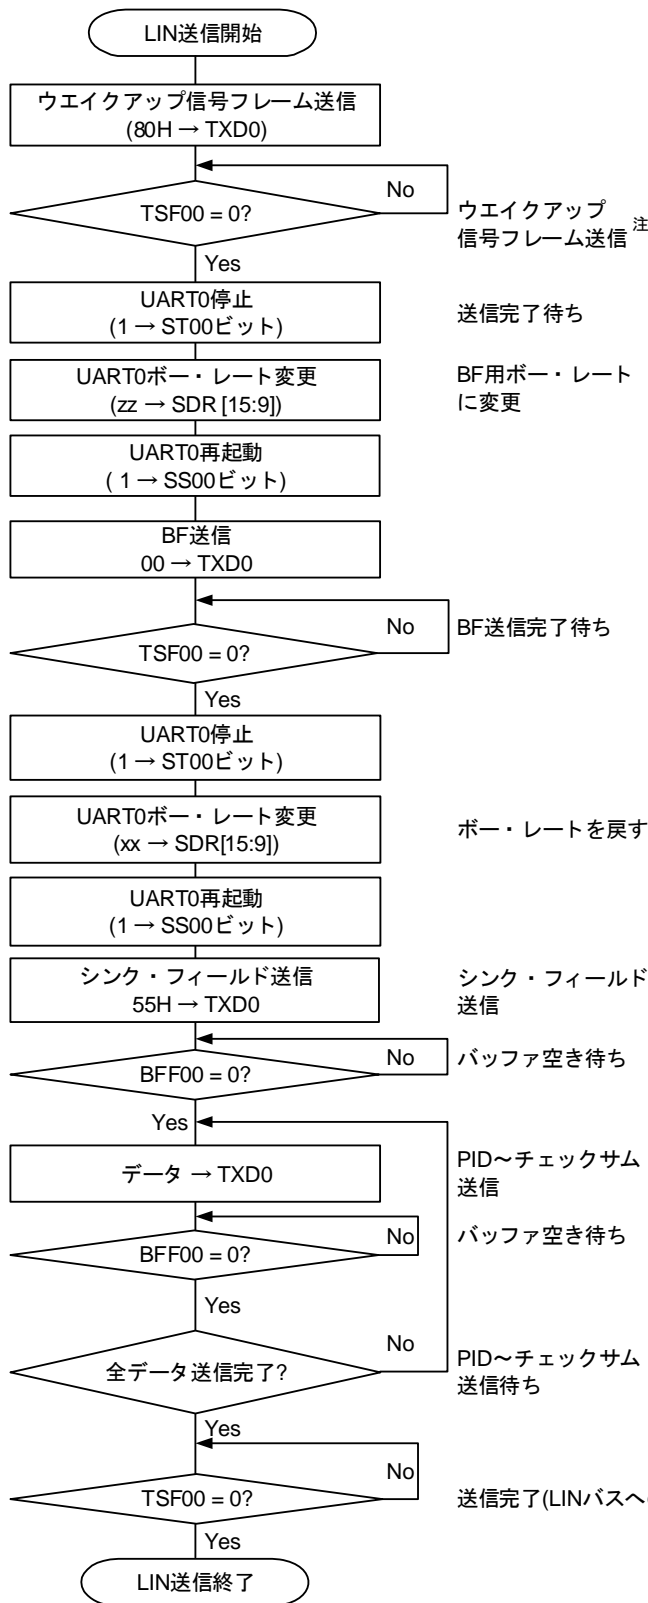 LIN送信開始
ウエイクアップ信号フレーム送信
(80H → TXD0)
No
TSF00 = 0?
ウエイクアップ
信号フレーム送信 注
Yes
UART0停止
(1 → ST00ビット)
送信完了待ち
UART0ボー・レート変更
(zz → SDR [15:9])
BF用ボー・レート
に変更
UART0再起動
( 1 → SS00ビット)
BF送信
00 → TXD0
No
BF送信完了待ち
TSF00 = 0?
Yes
UART0停止
(1 → ST00ビット)
UART0ボー・レート変更
(xx → SDR[15:9])
ボー・レートを戻す
UART0再起動
(1 → SS00ビット)
シンク・フィールド送信
55H → TXD0
シンク・フィールド
送信
No
バッファ空き待ち
BFF00 = 0?
Yes
データ → TXD0
PID～チェックサム
送信
No
バッファ空き待ち
BFF00 = 0?
Yes
No
全データ送信完了?
PID～チェックサム
送信待ち
Yes
No
TSF00 = 0?
送信完了(LINバスへ
Yes
LIN送信終了